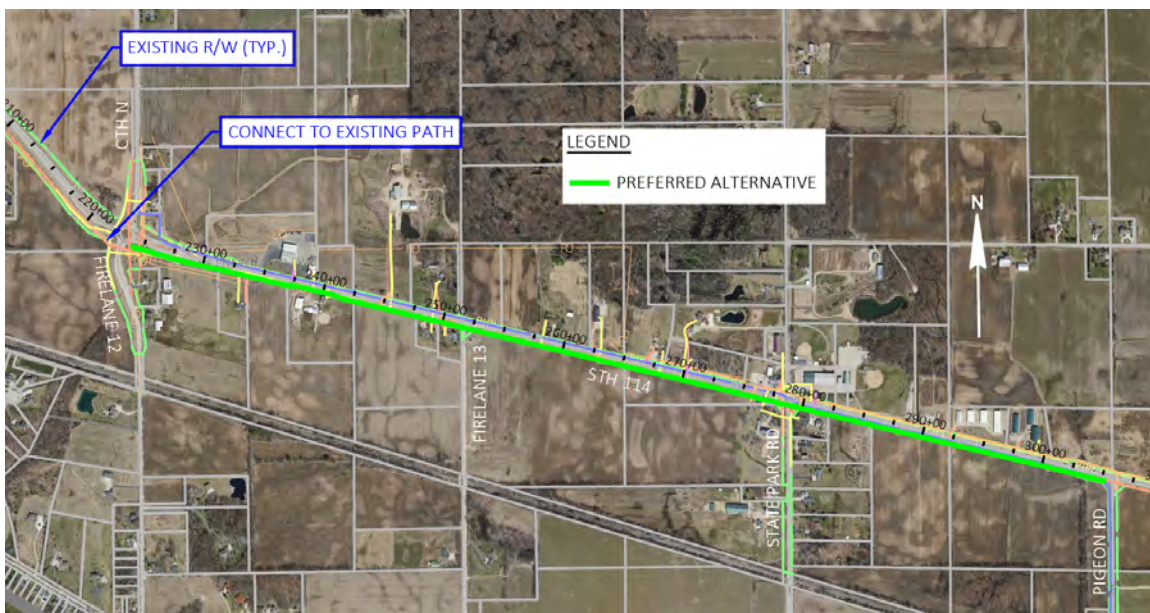 EXISTING R/W (TYP.)
210+00
CTH N
CONNECT TO EXISTING PATH
LEGEND
PREFERRED ALTERNATIVE
N
220+00
230+00
240+00
250+00
260+00
270+00
280+00
290+00
300+00
FIRELANE 12
FIRELANE 13
STH 114
STATE PARK RD
PIGEON RD